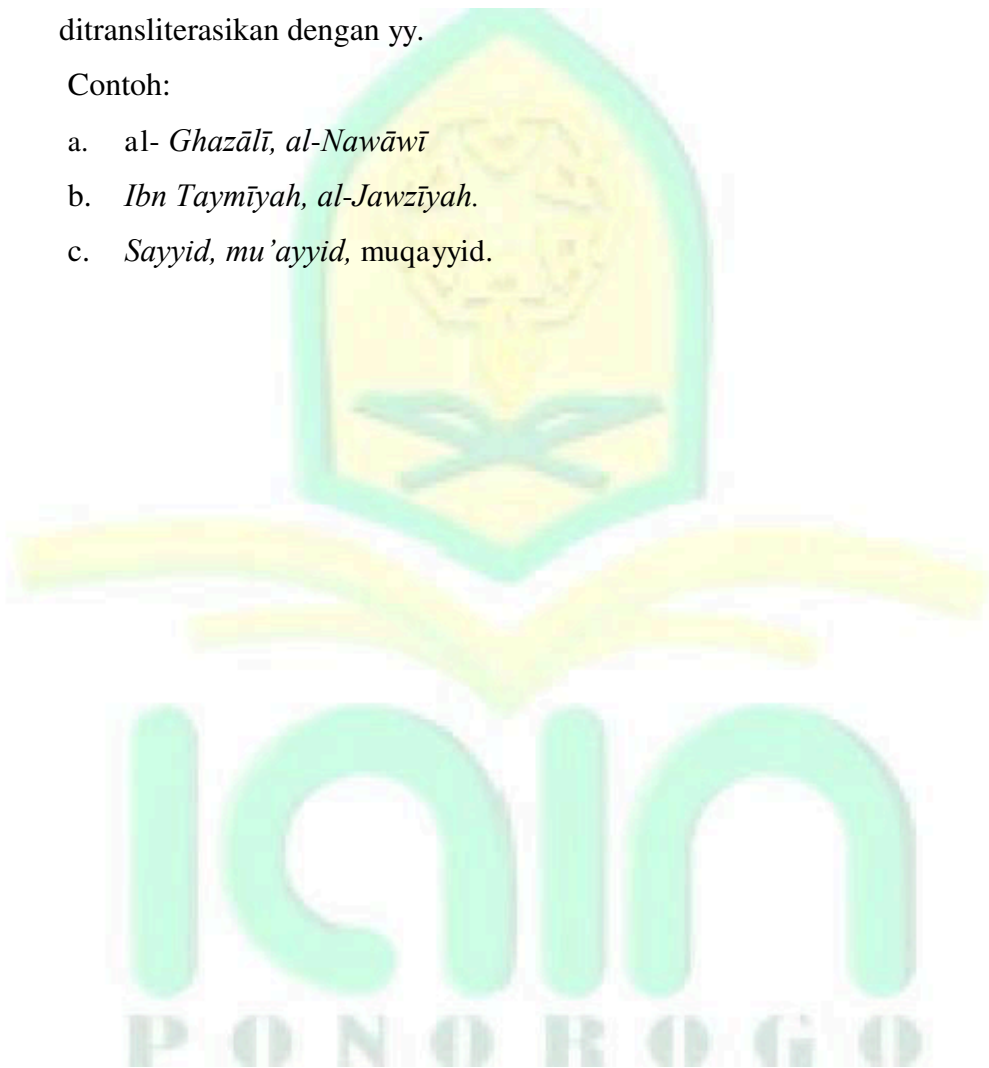 ditransliterasikan dengan yy.
Contoh:
a. al- Ghazālī, al-Nawāwī
b. Ibn Taymīyah, al-Jawzīyah.
c. Sayyid, mu’ayyid, muqayyid.
IAIN
PONOROGO